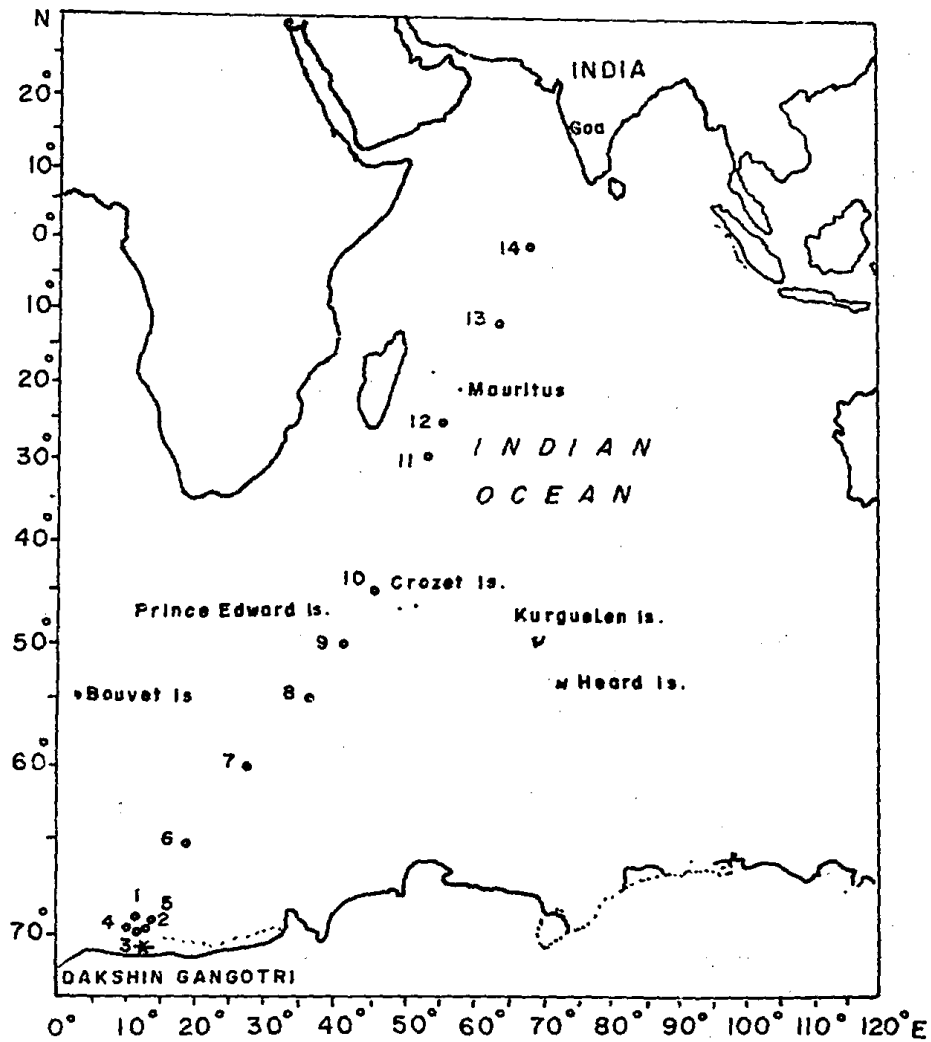 N
INDIA
20°
Goa
10°
0°
14
10°
13
20°
Mauritus
12
INDIAN
30°
11
OCEAN
40°
10
Crozet Is.
Prince Edward Is.
Kurguelen Is.
50°
9
Heard Is.
Bouvet Is
8
60°
7
6
1
5
4
2
70°
3
DAKSHIN GANGOTRI
0° 10° 20° 30° 40° 50° 60° 70° 80° 90° 100° 110° 120° E